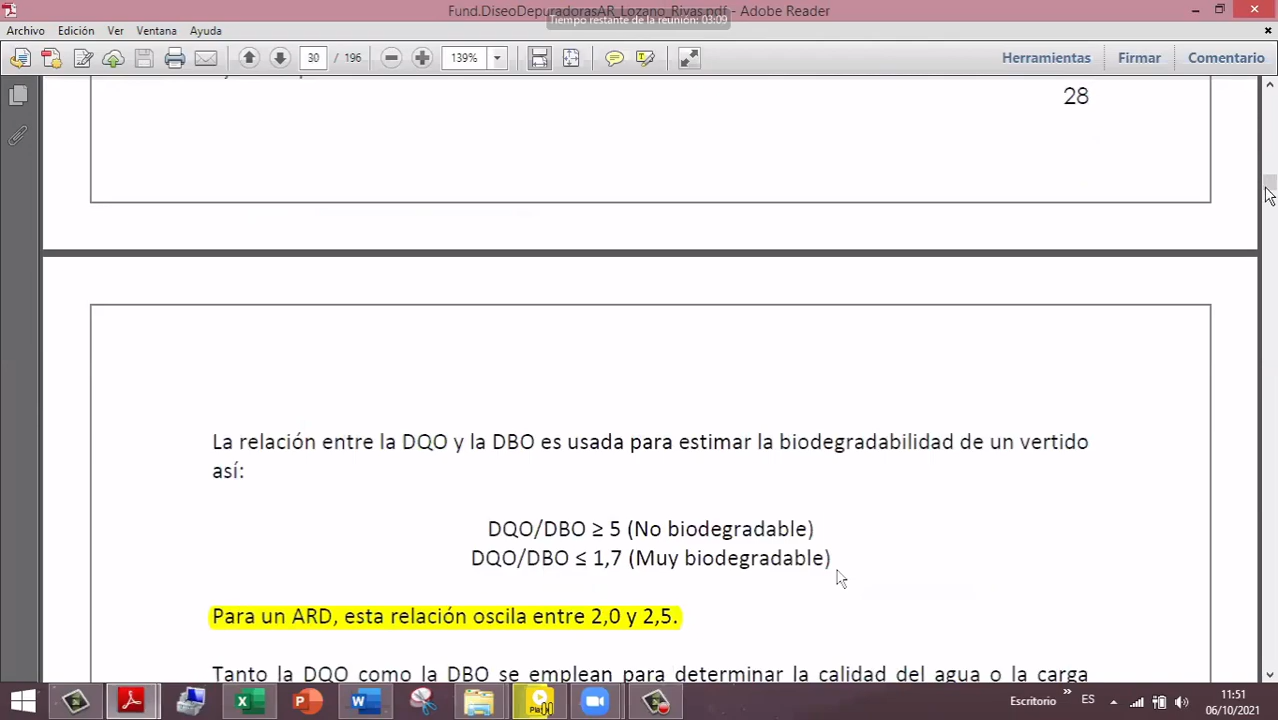 Fund.DiseoDepuradorasAR_Lozano_Rivas.pdf - Adobe Reader
Tiempo restante de la reunión: 03:09
Archivo Edición Ver Ventana Ayuda
30 / 196 139% Herramientas Firmar Comentario
28
La relación entre la DQO y la DBO es usada para estimar la biodegradabilidad de un vertido
así:
DQO/DBO ≥ 5 (No biodegradable)
DQO/DBO ≤ 1,7 (Muy biodegradable)
Para un ARD, esta relación oscila entre 2,0 y 2,5.
Tanto la DQO como la DBO se emplean para determinar la calidad del agua o la carga
Escritorio » ES 11:51
06/10/2021